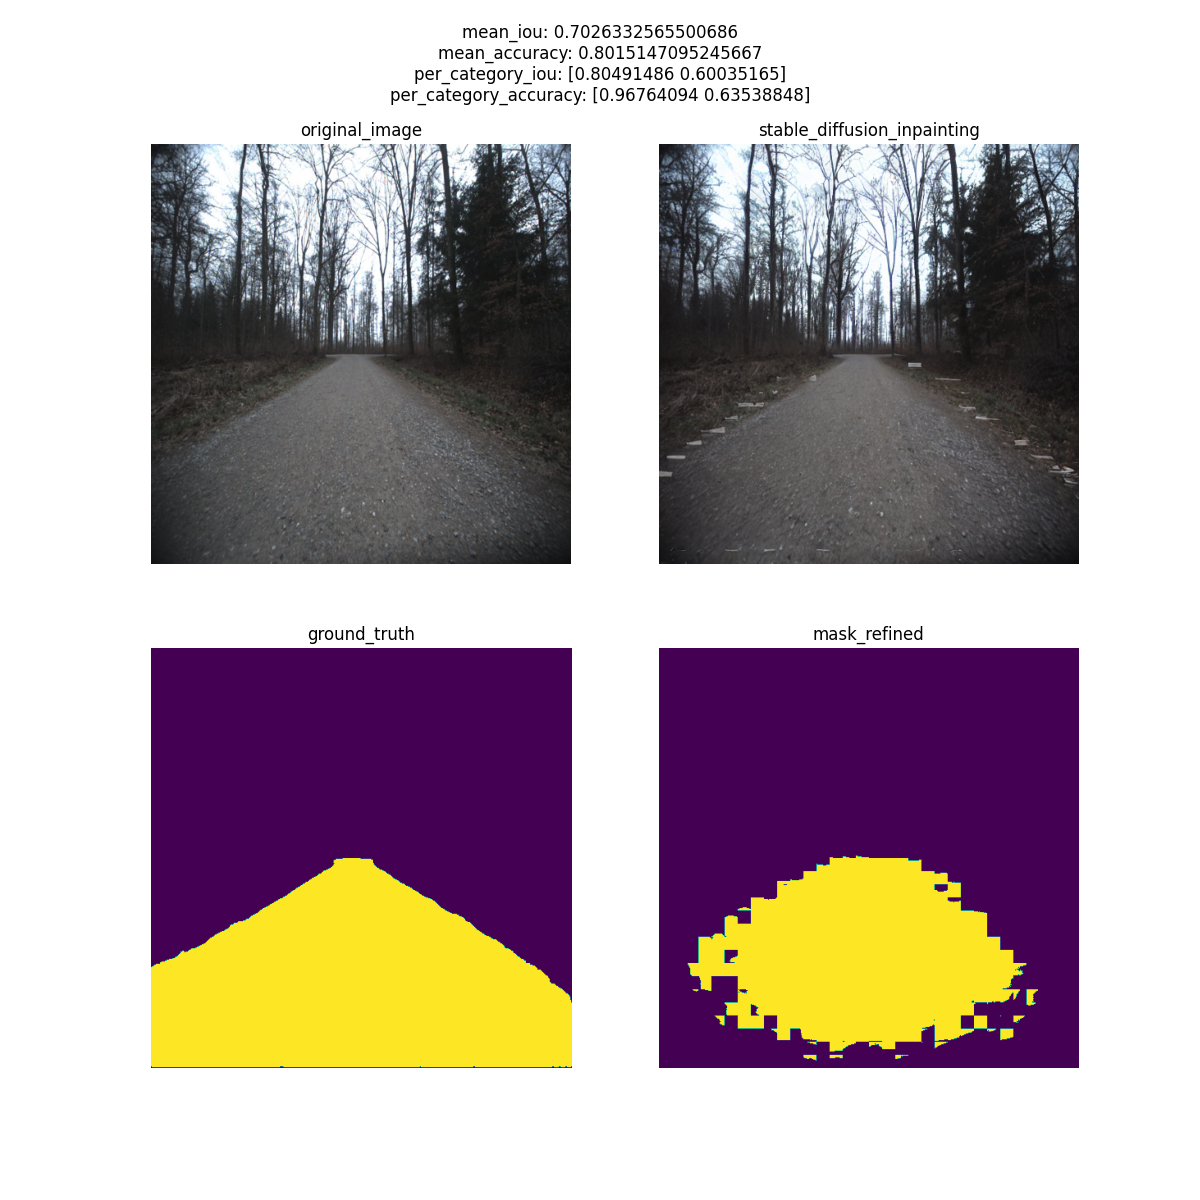 mean_iou: 0.7026332565500686
mean_accuracy: 0.8015147095245667
per_category_iou: [0.80491486 0.60035165]
per_category_accuracy: [0.96764094 0.63538848]
original_image
stable_diffusion_inpainting
ground_truth
mask_refined